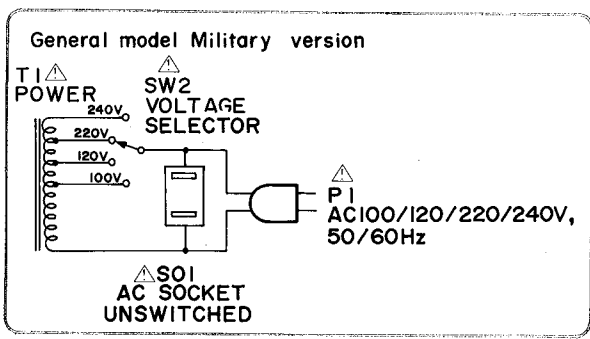 General model Military version
T1⚠
POWER
⚠
SW2
VOLTAGE
SELECTOR
240V
220V
120V
100V
⚠
P1
AC100/120/220/240V,
50/60Hz
⚠SO1
AC SOCKET
UNSWITCHED